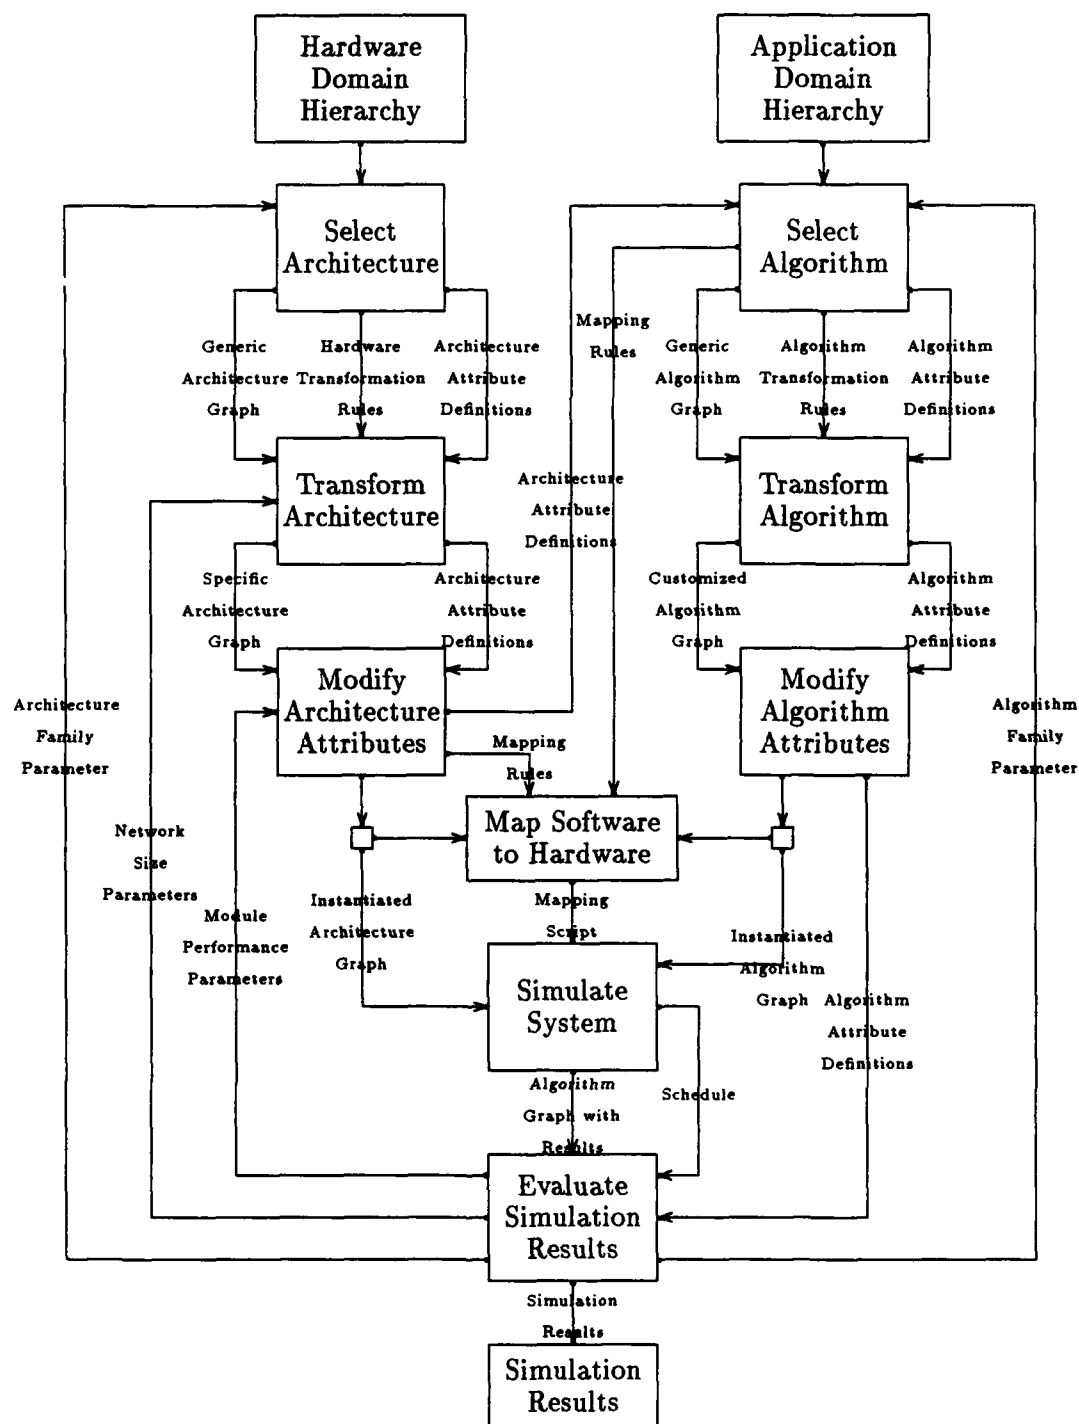 Hardware
Domain
Hierarchy
Application
Domain
Hierarchy
Select
Architecture
Select
Algorithm
Mapping
Rules
Generic
Architecture
Graph
Hardware
Transformation
Rules
Architecture
Attribute
Definitions
Generic
Algorithm
Graph
Algorithm
Transformation
Rules
Algorithm
Attribute
Definitions
Transform
Architecture
Architecture
Attribute
Definitions
Transform
Algorithm
Specific
Architecture
Graph
Architecture
Attribute
Definitions
Customized
Algorithm
Graph
Algorithm
Attribute
Definitions
Modify
Architecture
Attributes
Modify
Algorithm
Attributes
Architecture
Family
Parameter
Algorithm
Family
Parameter
Mapping
Rules
Map Software
to Hardware
Network
Size
Parameters
Module
Performance
Parameters
Instantiated
Architecture
Graph
Mapping
Script
Instantiated
Algorithm
Graph
Simulate
System
Algorithm
Attribute
Definitions
Algorithm
Graph with
Results
Schedule
Evaluate
Simulation
Results
Simulation
Results
Simulation
Results